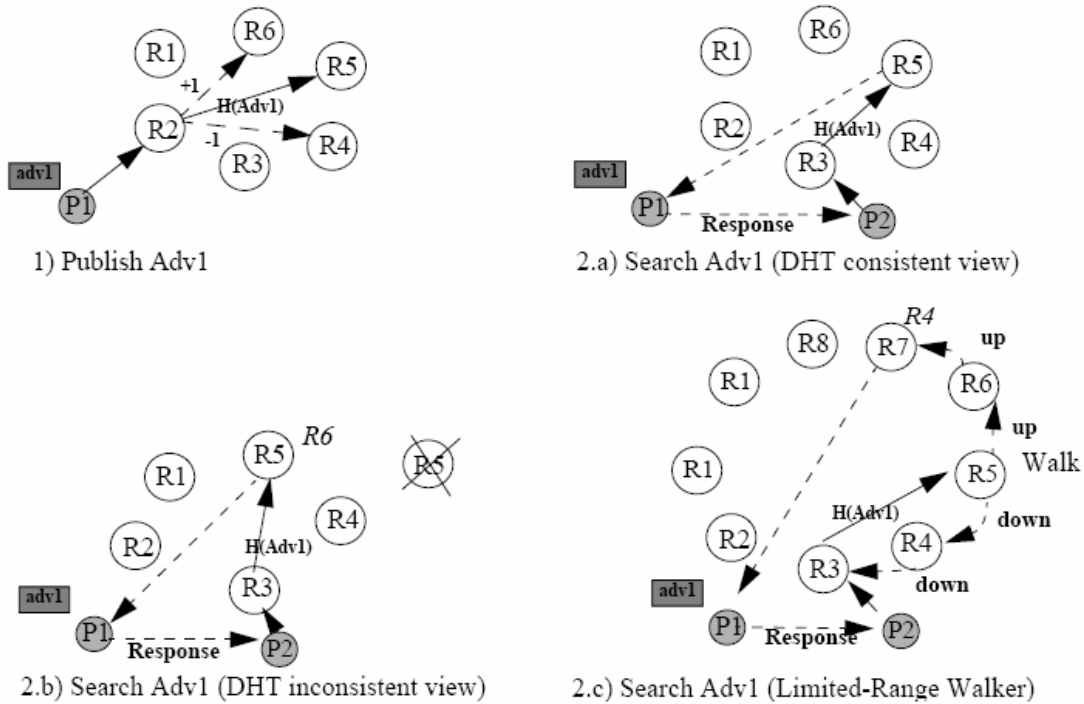 R6
R1
R5
+1
H(Adv1)
R2
-1
R4
R3
adv1
P1
1) Publish Adv1
R6
R1
R5
R2
H(Adv1)
R4
R3
adv1
P1
P2
Response
2.a) Search Adv1 (DHT consistent view)
R6
R5
R5
R1
R4
R2
H(Adv1)
R3
adv1
P1
Response
P2
2.b) Search Adv1 (DHT inconsistent view)
R4
R8
R7
up
R1
R6
up
Walk
R1
R5
H(Adv1)
down
R2
R4
R3
down
adv1
P1
Response
P2
2.c) Search Adv1 (Limited-Range Walker)